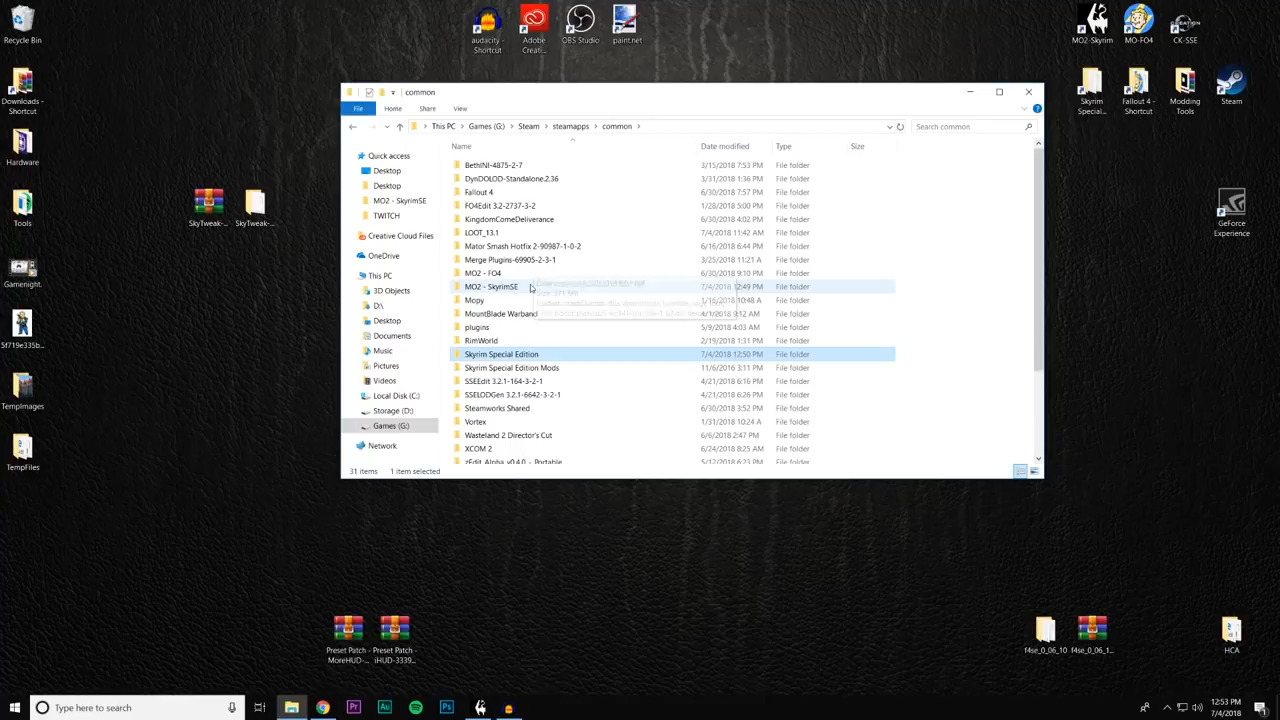 Recycle Bin
audacity - Shortcut
Adobe Creati...
OBS Studio
paint.net
MO2-Skyrim
MO-FO4
CK-SSE
Downloads - Shortcut
Skyrim Special...
Fallout 4 - Shortcut
Modding Tools
Steam
Hardware
Tools
SkyTweak-...
SkyTweak-...
GeForce Experience
Gamenight.
5f719e335b...
TempImages
TempFiles
common
File Home Share View
This PC > Games (G:) > Steam > steamapps > common >
Search common
Name Date modified Type Size
Quick access
Desktop
Desktop
MO2 - SkyrimSE
TWITCH
Creative Cloud Files
OneDrive
This PC
3D Objects
D:\
Desktop
Documents
Music
Pictures
Videos
Local Disk (C:)
Storage (D:)
Games (G:)
Network
BethINI-4875-2-7 3/15/2018 7:53 PM File folder
DynDOLOD-Standalone.2.36 3/31/2018 1:36 PM File folder
Fallout 4 6/30/2018 7:57 PM File folder
FO4Edit 3.2-2737-3-2 1/28/2018 5:00 PM File folder
KingdomComeDeliverance 6/30/2018 4:02 PM File folder
LOOT_13.1 7/4/2018 11:42 AM File folder
Mator Smash Hotfix 2-90987-1-0-2 6/16/2018 6:44 PM File folder
Merge Plugins-69905-2-3-1 3/25/2018 11:21 A File folder
MO2 - FO4 6/30/2018 9:10 PM File folder
MO2 - SkyrimSE 7/4/2018 12:49 PM File folder
Mopy 1/16/2018 10:48 A File folder
MountBlade Warband 4/1/2018 9:12 AM File folder
plugins 5/9/2018 4:03 AM File folder
RimWorld 2/19/2018 1:31 PM File folder
Skyrim Special Edition 7/4/2018 12:50 PM File folder
Skyrim Special Edition Mods 11/6/2016 3:11 PM File folder
SSEEdit 3.2.1-164-3-2-1 4/21/2018 6:16 PM File folder
SSELODGen 3.2.1-6642-3-2-1 4/21/2018 6:26 PM File folder
Steamworks Shared 6/30/2018 3:52 PM File folder
Vortex 1/31/2018 10:24 A File folder
Wasteland 2 Director's Cut 6/6/2018 2:47 PM File folder
XCOM 2 6/24/2018 8:25 AM File folder
zEdit_Alpha_v0.4.0 - Portable 5/12/2018 6:23 PM File folder
31 items 1 item selected
Preset Patch - MoreHUD-...
Preset Patch - iHUD-3339...
f4se_0_06_10
f4se_0_06_1...
HCA
Type here to search
12:53 PM
7/4/2018